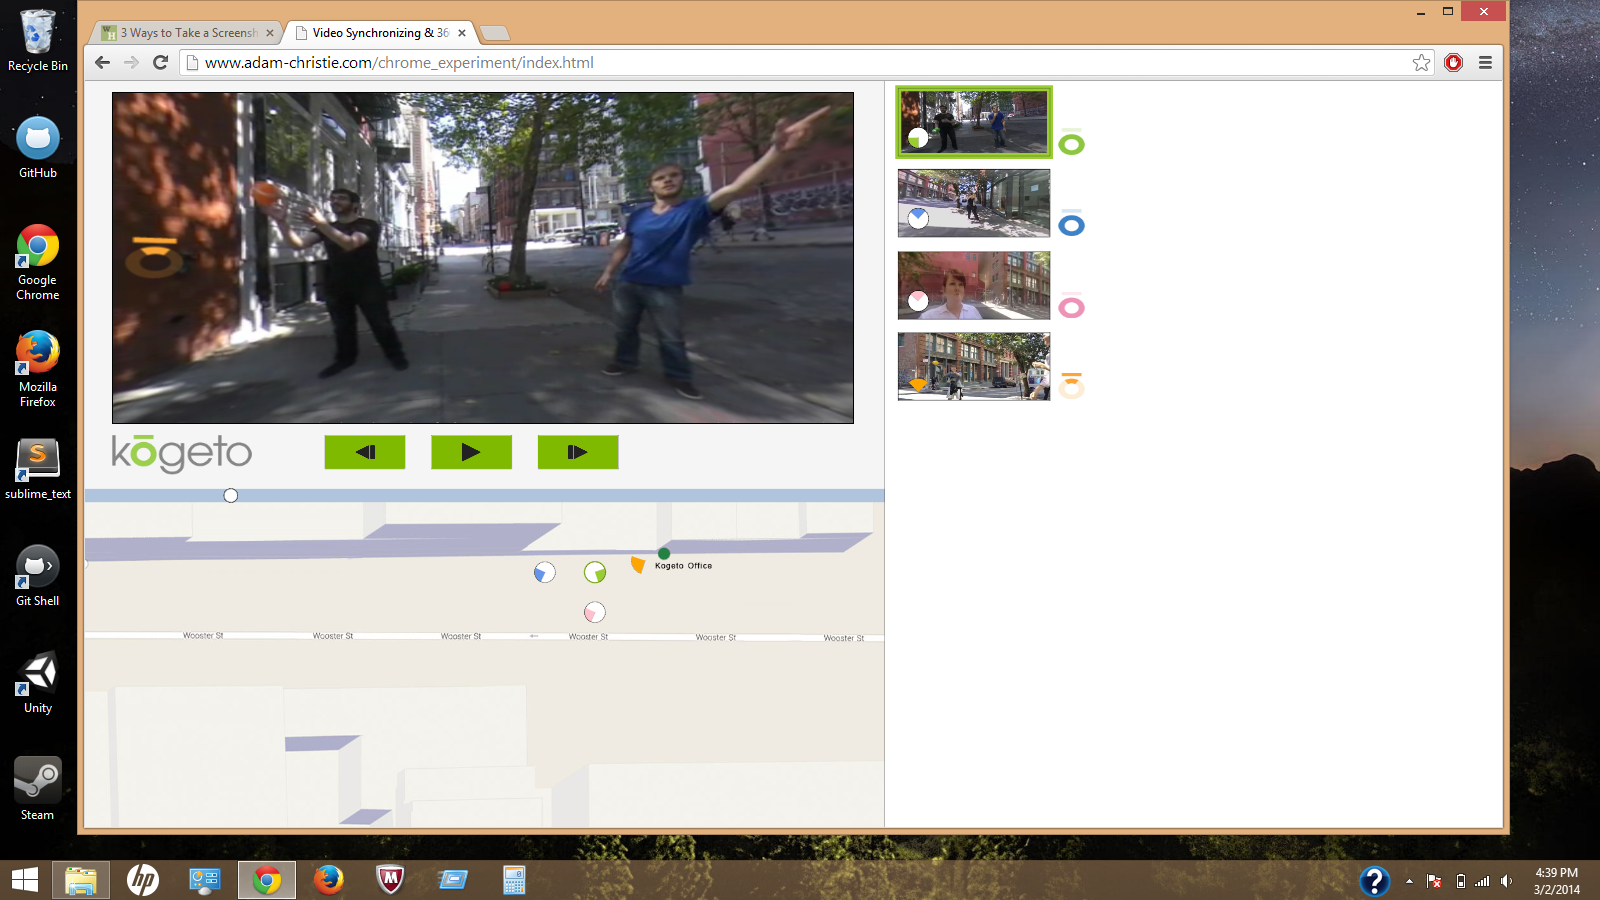 Recycle Bin
GitHub
Google
Chrome
Mozilla
Firefox
sublime_text
Git Shell
Unity
Steam
3 Ways to Take a Screensh
Video Synchronizing & 36
www.adam-christie.com/chrome_experiment/index.html
kōgeto
Kogeto Office
Wooster St
Wooster St
Wooster St
Wooster St
Wooster St
Wooster St
4:39 PM
3/2/2014